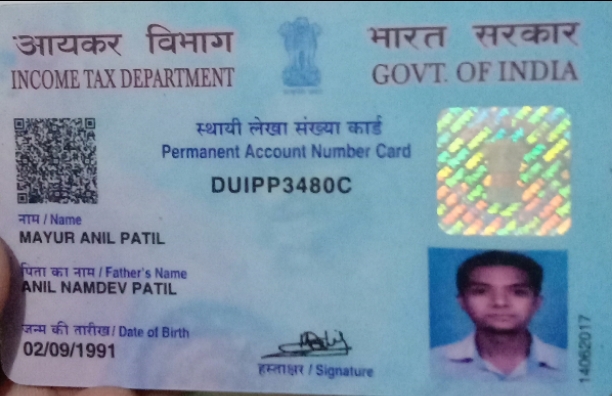 आयकर विभाग
INCOME TAX DEPARTMENT
भारत सरकार
GOVT. OF INDIA
स्थायी लेखा संख्या कार्ड
Permanent Account Number Card
DUIPP3480C
नाम / Name
MAYUR ANIL PATIL
पिता का नाम / Father's Name
ANIL NAMDEV PATIL
जन्म की तारीख / Date of Birth
02/09/1991
हस्ताक्षर / Signature
14062017